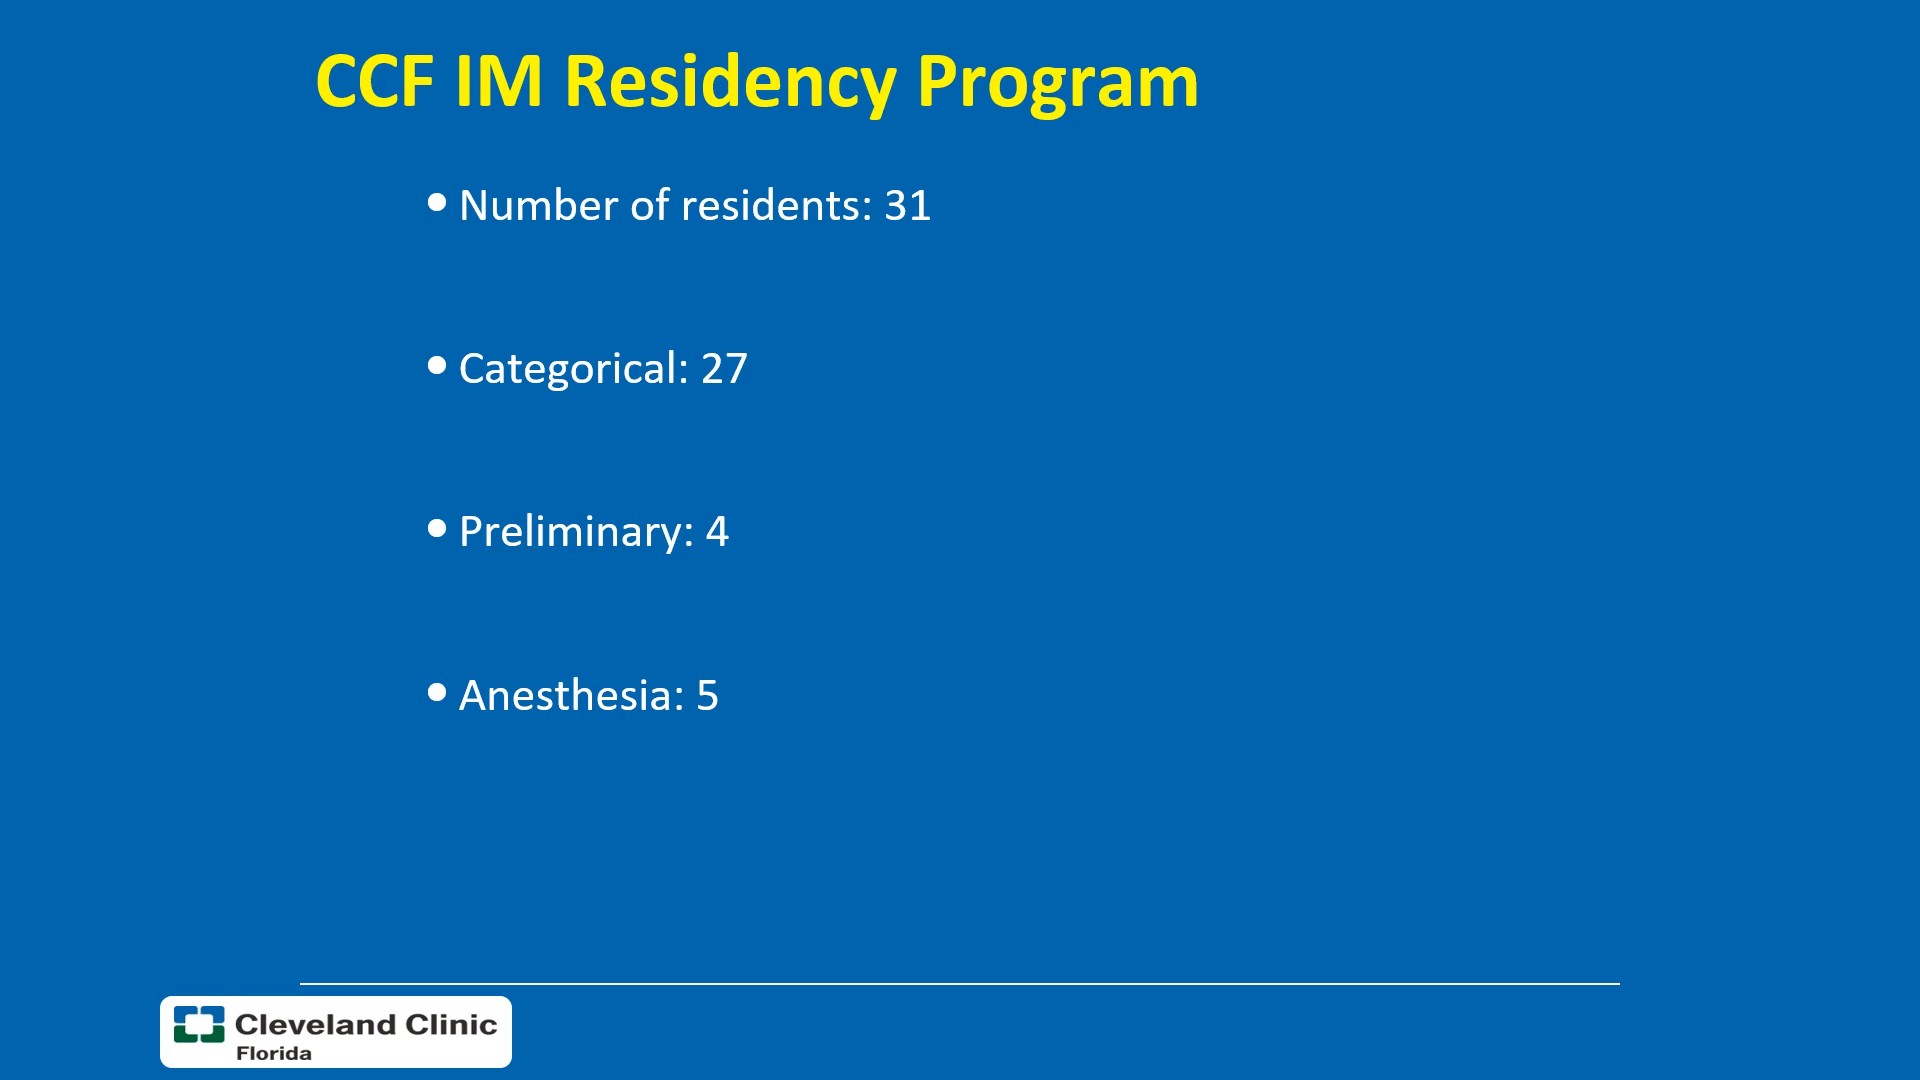 CCF IM Residency Program
• Number of residents: 31
• Categorical: 27
• Preliminary: 4
• Anesthesia: 5
Cleveland Clinic
Florida